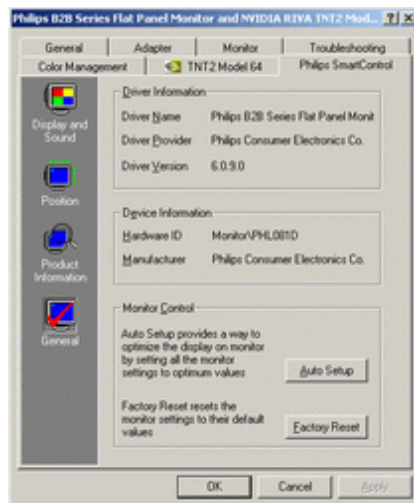 Philips B2B Series Flat Panel Monitor and NVIDIA RIVA TNT2 Mod...
General
Adapter
Monitor
Troubleshooting
Color Management
TNT2 Model 64
Philips SmartControl
Display and
Sound
Position
Product
Information
General
Driver Information
Driver Name
Philips B2B Series Flat Panel Monit
Driver Provider
Philips Consumer Electronics Co.
Driver Version
6.0.9.0
Device Information
Hardware ID
Monitor\PHL081D
Manufacturer
Philips Consumer Electronics Co.
Monitor Control
Auto Setup provides a way to
optimize the display on monitor
by setting all the monitor
settings to optimum values
Auto Setup
Factory Reset resets the
monitor settings to their default
values
Factory Reset
OK
Cancel
Apply